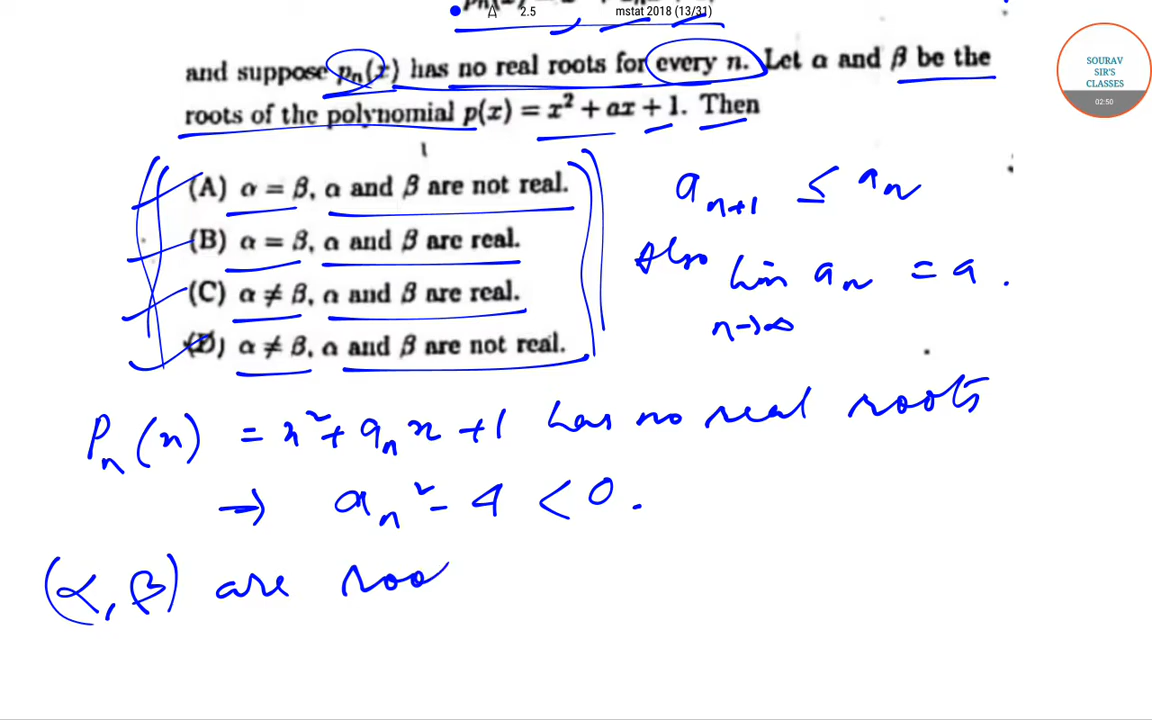 2.5
mstat 2018 (13/31)
SOURAV
SIR'S
CLASSES
02:50
and suppose pn(x) has no real roots for every n. Let α and β be the
roots of the polynomial p(x) = x² + ax + 1. Then
(A) α = β, α and β are not real.
(B) α = β, α and β are real.
(C) α ≠ β, α and β are real.
(D) α ≠ β, α and β are not real.
a n+1 ≤ an
Also lim an = a.
n→∞
Pn(x) = x² + an x + 1 has no real roots
→ an² - 4 < 0.
(α, β) are roo